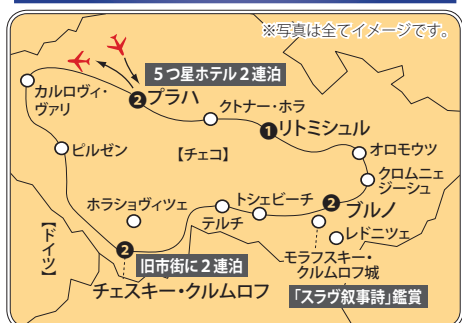 ※写真は全てイメージです。
5つ星ホテル2連泊
カルロヴィ・
ヴァリ
❷プラハ
クトナー・ホラ
❶リトミシュル
オロモウツ
ピルゼン
【チェコ】
クロムニェ
ジーシュ
ホラショヴィツェ
トシェビーチ
❷
ブルノ
テルチ
レドニツェ
【ドイツ】
❷
旧市街に2連泊
モラフスキー・
クルムロフ城
チェスキー・クルムロフ
「スラヴ叙事詩」鑑賞